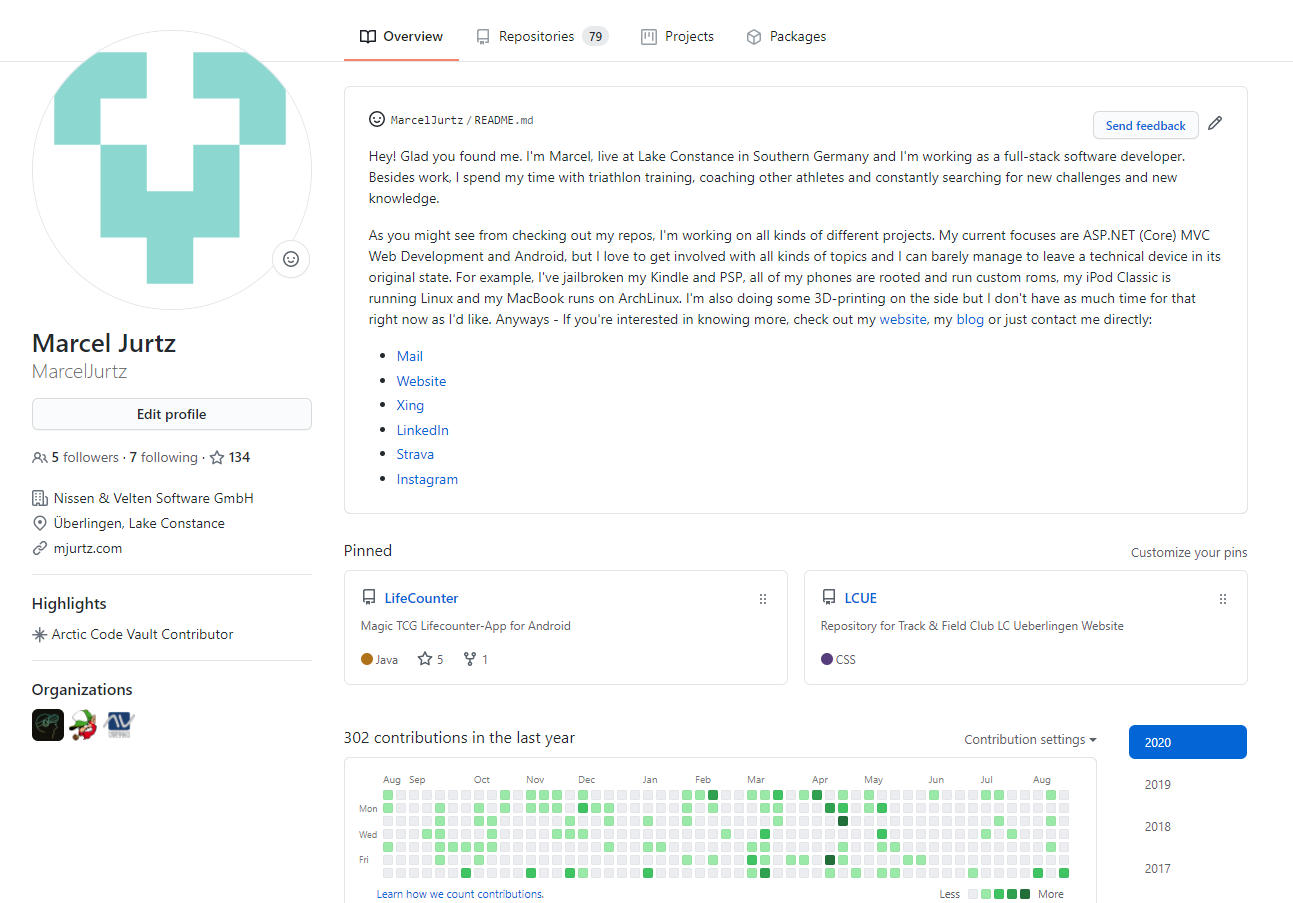 Overview
Repositories 79
Projects
Packages
MarcelJurtz / README.md
Send feedback
Hey! Glad you found me. I'm Marcel, live at Lake Constance in Southern Germany and I'm working as a full-stack software developer.
Besides work, I spend my time with triathlon training, coaching other athletes and constantly searching for new challenges and new
knowledge.
As you might see from checking out my repos, I'm working on all kinds of different projects. My current focuses are ASP.NET (Core) MVC
Web Development and Android, but I love to get involved with all kinds of topics and I can barely manage to leave a technical device in its
original state. For example, I've jailbroken my Kindle and PSP, all of my phones are rooted and run custom roms, my iPod Classic is
running Linux and my MacBook runs on ArchLinux. I'm also doing some 3D-printing on the side but I don't have as much time for that
right now as I'd like. Anyways - If you're interested in knowing more, check out my website, my blog or just contact me directly:
Mail
Website
Xing
LinkedIn
Strava
Instagram
Marcel Jurtz
MarcelJurtz
Edit profile
5 followers · 7 following · 134
Nissen & Velten Software GmbH
Überlingen, Lake Constance
mjurtz.com
Highlights
Arctic Code Vault Contributor
Organizations
Pinned
Customize your pins
LifeCounter
Magic TCG Lifecounter-App for Android
Java 5 1
LCUE
Repository for Track & Field Club LC Ueberlingen Website
CSS
302 contributions in the last year
Contribution settings
Aug Sep Oct Nov Dec Jan Feb Mar Apr May Jun Jul Aug
Mon
Wed
Fri
Learn how we count contributions.
Less More
2020
2019
2018
2017